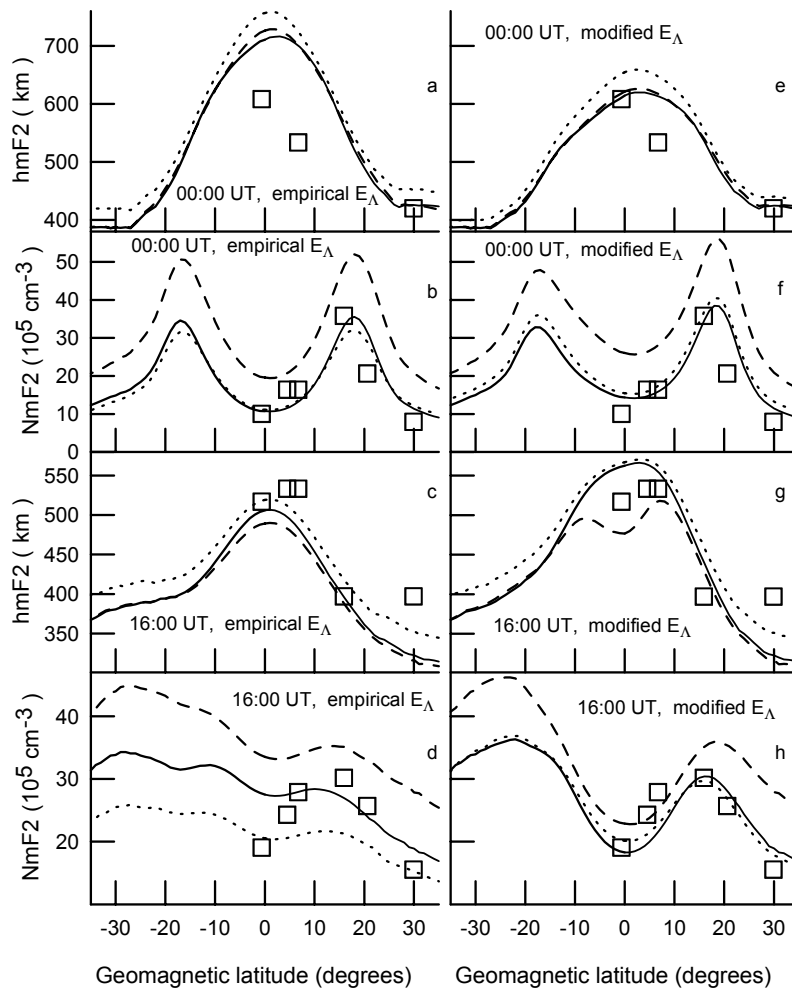 700
600
500
400
hmF2 ( km)
a
00:00 UT, empirical EΛ
00:00 UT, modified EΛ
e
50
40
30
20
10
0
NmF2 (10⁵ cm⁻³)
00:00 UT, empirical EΛ
b
00:00 UT, modified EΛ
f
550
500
450
400
350
hmF2 ( km)
c
16:00 UT, empirical EΛ
g
16:00 UT, modified EΛ
40
30
20
NmF2 (10⁵ cm⁻³)
16:00 UT, empirical EΛ
d
16:00 UT, modified EΛ
h
-30 -20 -10 0 10 20 30
-30 -20 -10 0 10 20 30
Geomagnetic latitude (degrees)
Geomagnetic latitude (degrees)